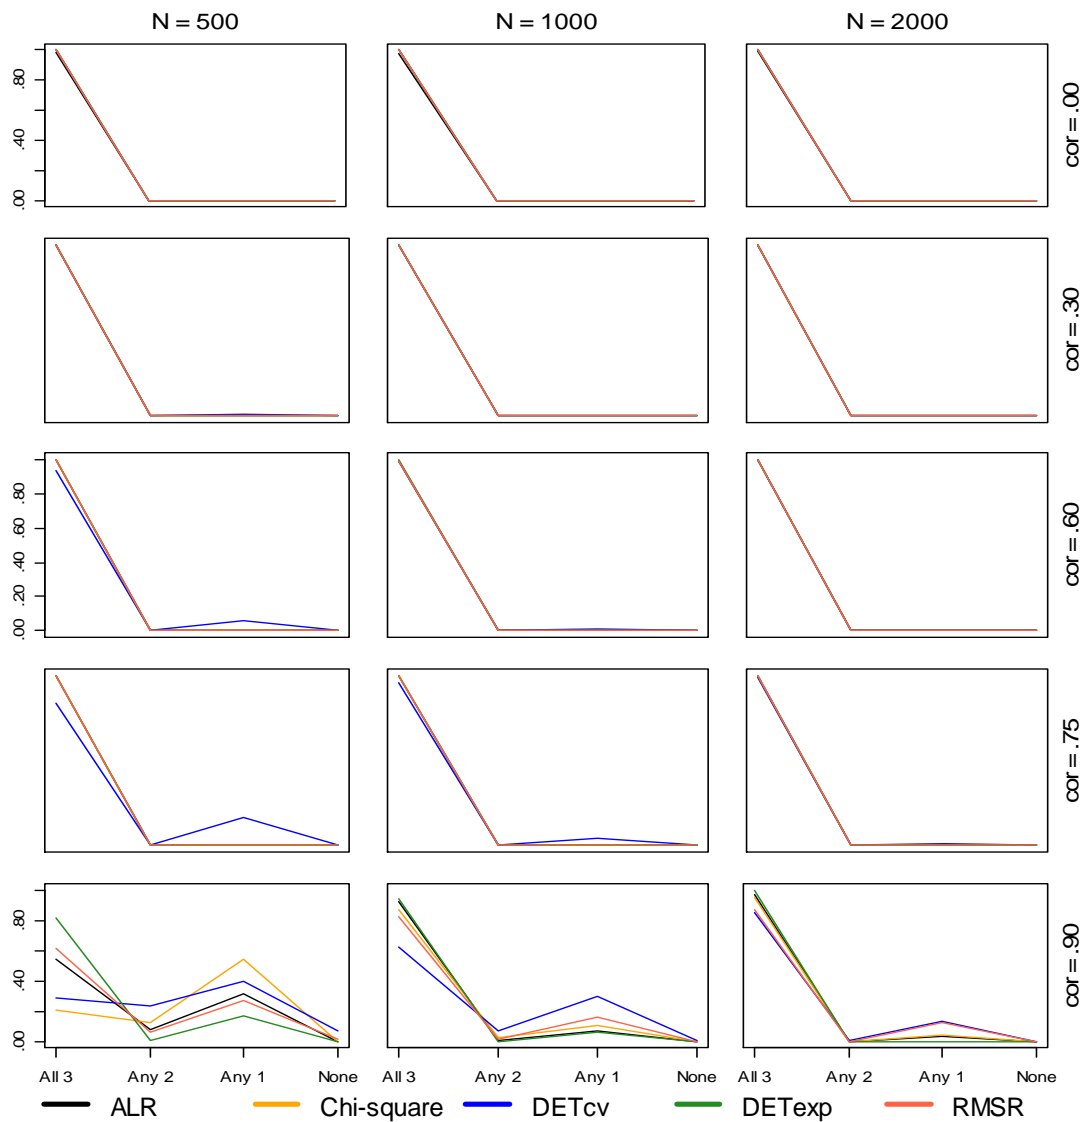 N = 500 N = 1000 N = 2000
.80
.40
.00
cor = .00
cor = .30
.80
.60
.40
.20
.00
cor = .60
cor = .75
.80
.40
.00
cor = .90
All 3 Any 2 Any 1 None All 3 Any 2 Any 1 None All 3 Any 2 Any 1 None
ALR Chi-square DETcv DETexp RMSR